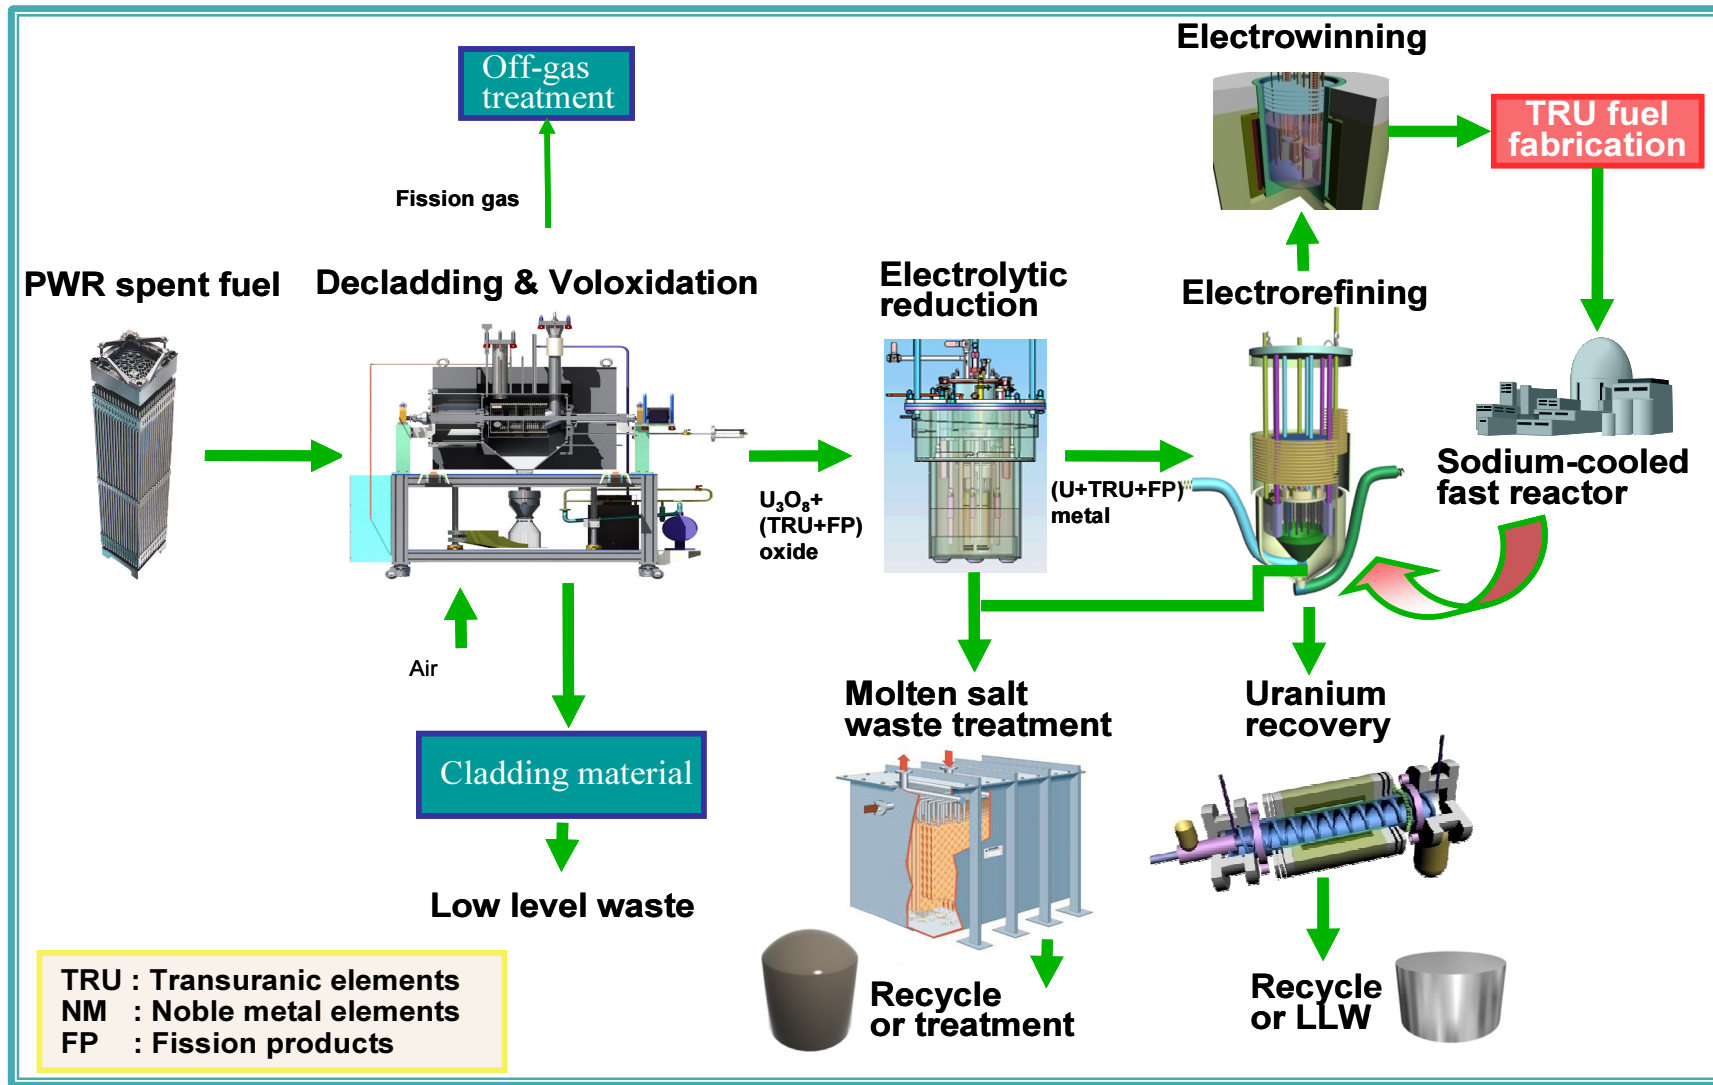 Electrowinning
Off-gas
treatment
TRU fuel
fabrication
Fission gas
PWR spent fuel
Decladding & Voloxidation
Electrolytic
reduction
Electrorefining
Sodium-cooled
fast reactor
U₃O₈+
(TRU+FP)
oxide
(U+TRU+FP)
metal
Air
Molten salt
waste treatment
Uranium
recovery
Cladding material
Low level waste
Recycle
or treatment
Recycle
or LLW
TRU : Transuranic elements
NM : Noble metal elements
FP : Fission products